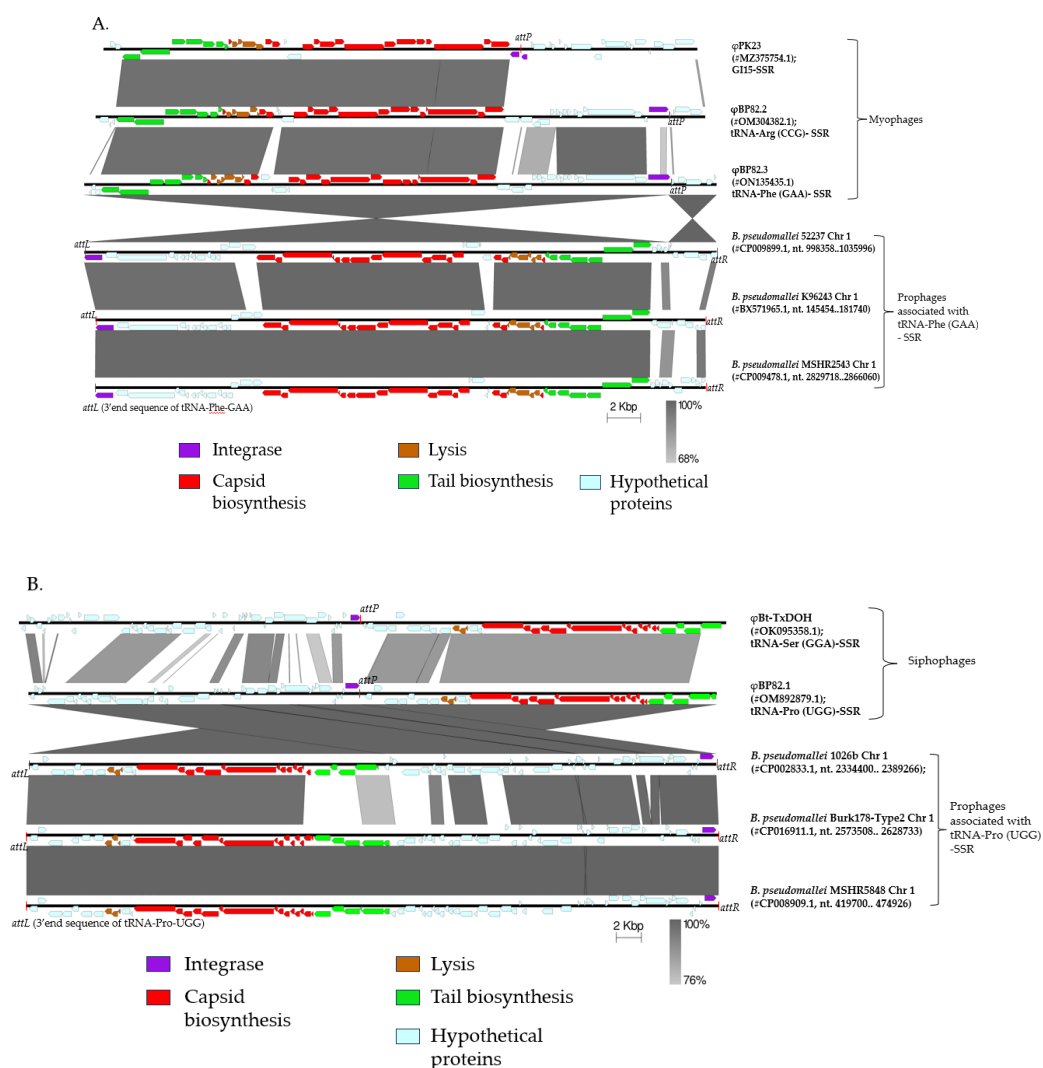 A.
attP
φPK23
(#MZ375754.1);
GI15-SSR
attP
φBP82.2
(#OM304382.1);
tRNA-Arg (CCG)- SSR
Myophages
attP
φBP82.3
(#ON135435.1)
tRNA-Phe (GAA)- SSR
attL
attR
B. pseudomallei 52237 Chr 1
(#CP009899.1, nt. 998358..1035996)
attL
attR
B. pseudomallei K96243 Chr 1
(#BX571965.1, nt. 145454..181740)
Prophages
associated with
tRNA-Phe (GAA)
- SSR
attR
B. pseudomallei MSHR2543 Chr 1
(#CP009478.1, nt. 2829718..2866060)
attL (3'end sequence of tRNA-Phe-GAA)
2 Kbp
100%
68%
Integrase
Lysis
Capsid
biosynthesis
Tail biosynthesis
Hypothetical
proteins
B.
attP
φBt-TxDOH
(#OK095358.1);
tRNA-Ser (GGA)-SSR
Siphophages
attP
φBP82.1
(#OM892879.1);
tRNA-Pro (UGG)-SSR
attL
attR
B. pseudomallei 1026b Chr 1
(#CP002833.1, nt. 2334400.. 2389266);
attL
attR
B. pseudomallei Burk178-Type2 Chr 1
(#CP016911.1, nt. 2573508.. 2628733)
Prophages
associated with
tRNA-Pro (UGG)
-SSR
attR
B. pseudomallei MSHR5848 Chr 1
(#CP008909.1, nt. 419700.. 474926)
attL (3'end sequence of tRNA-Pro-UGG)
2 Kbp
100%
76%
Integrase
Lysis
Capsid
biosynthesis
Tail biosynthesis
Hypothetical
proteins